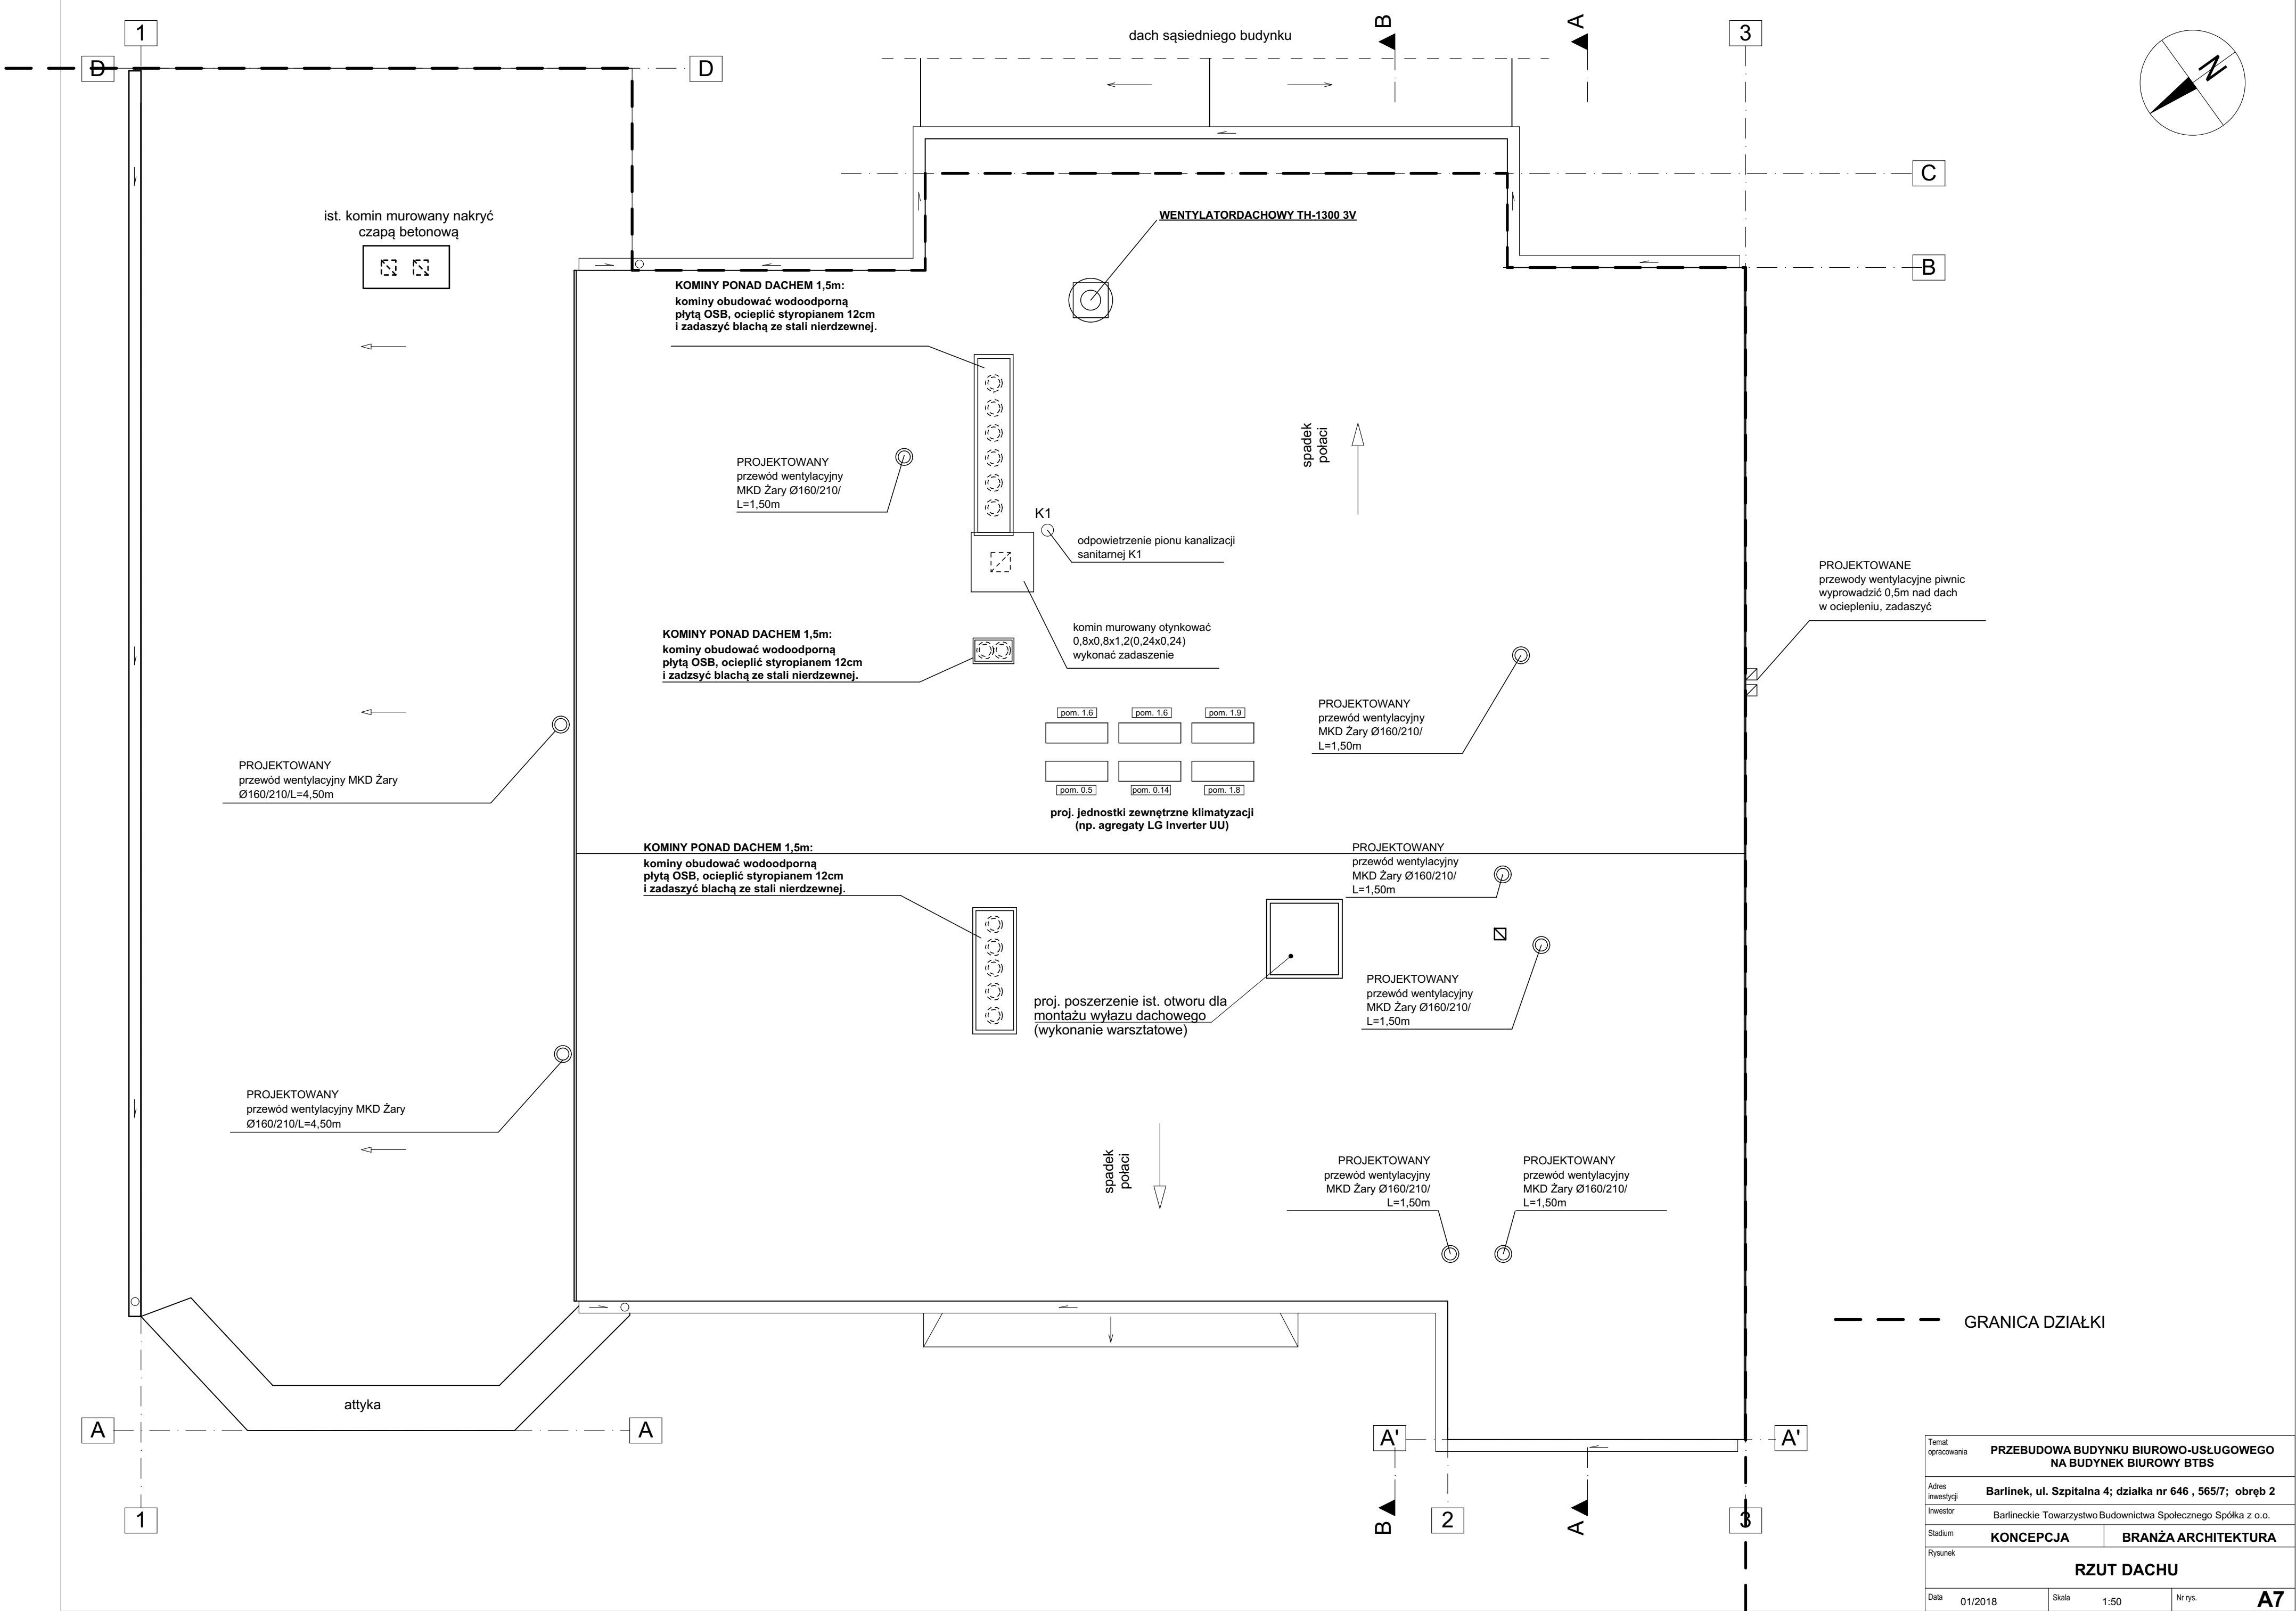 1
dach sąsiedniego budynku
B
A
3
N
D
D
C
B
ist. komin murowany nakryć
czapą betonową
WENTYLATORDACHOWY TH-1300 3V
KOMINY PONAD DACHEM 1,5m:
kominy obudować wodoodporną
płytą OSB, ocieplić styropianem 12cm
i zadaszyć blachą ze stali nierdzewnej.
spadek
połaci
PROJEKTOWANY
przewód wentylacyjny
MKD Żary Ø160/210/
L=1,50m
K1
odpowietrzenie pionu kanalizacji
sanitarnej K1
PROJEKTOWANE
przewody wentylacyjne piwnic
wyprowadzić 0,5m nad dach
w ociepleniu, zadaszyć
komin murowany otynkować
0,8x0,8x1,2(0,24x0,24)
wykonać zadaszenie
KOMINY PONAD DACHEM 1,5m:
kominy obudować wodoodporną
płytą OSB, ocieplić styropianem 12cm
i zadzsyć blachą ze stali nierdzewnej.
pom. 1.6
pom. 1.6
pom. 1.9
pom. 0.5
pom. 0.14
pom. 1.8
proj. jednostki zewnętrzne klimatyzacji
(np. agregaty LG Inverter UU)
PROJEKTOWANY
przewód wentylacyjny
MKD Żary Ø160/210/
L=1,50m
PROJEKTOWANY
przewód wentylacyjny MKD Żary
Ø160/210/L=4,50m
KOMINY PONAD DACHEM 1,5m:
kominy obudować wodoodporną
płytą OSB, ocieplić styropianem 12cm
i zadaszyć blachą ze stali nierdzewnej.
PROJEKTOWANY
przewód wentylacyjny
MKD Żary Ø160/210/
L=1,50m
proj. poszerzenie ist. otworu dla
montażu wyłazu dachowego
(wykonanie warsztatowe)
PROJEKTOWANY
przewód wentylacyjny
MKD Żary Ø160/210/
L=1,50m
PROJEKTOWANY
przewód wentylacyjny MKD Żary
Ø160/210/L=4,50m
spadek
połaci
PROJEKTOWANY
przewód wentylacyjny
MKD Żary Ø160/210/
L=1,50m
PROJEKTOWANY
przewód wentylacyjny
MKD Żary Ø160/210/
L=1,50m
GRANICA DZIAŁKI
attyka
A
A
A'
A'
1
B
2
A
3
Temat opracowania
PRZEBUDOWA BUDYNKU BIUROWO-USŁUGOWEGO
NA BUDYNEK BIUROWY BTBS
Adres inwestycji
Barlinek, ul. Szpitalna 4; działka nr 646 , 565/7; obręb 2
Inwestor
Barlineckie Towarzystwo Budownictwa Społecznego Spółka z o.o.
Stadium
KONCEPCJA
BRANŻA ARCHITEKTURA
Rysunek
RZUT DACHU
Data
01/2018
Skala
1:50
Nr rys.
A7